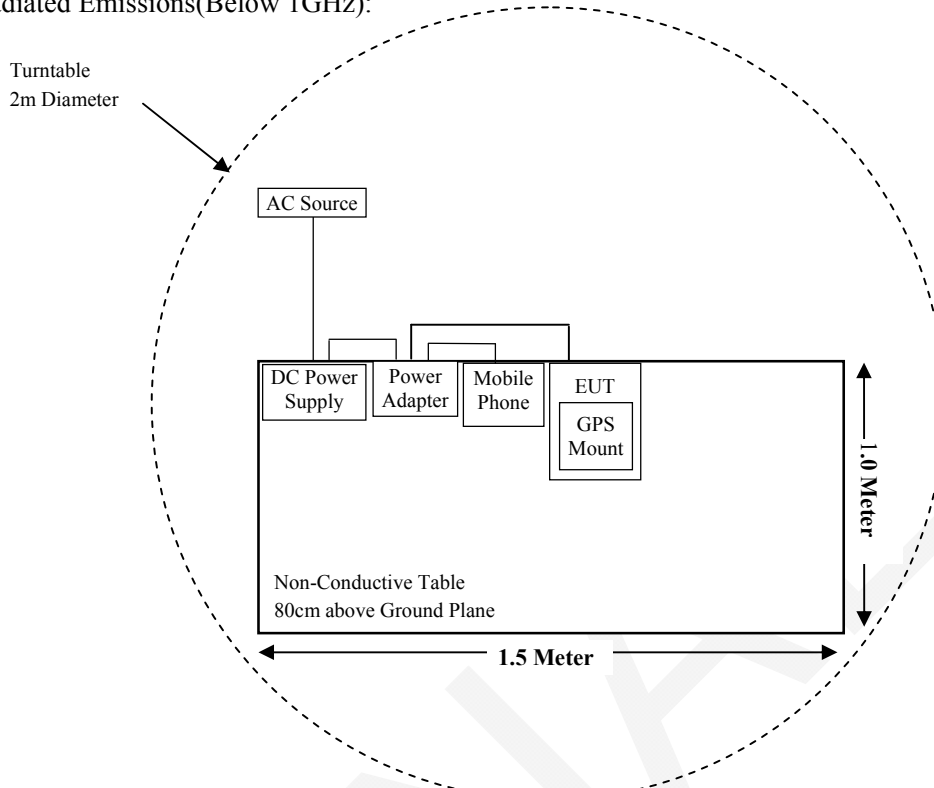 diated Emissions(Below 1GHz):
Turntable
2m Diameter
AC Source
DC Power
Supply
Power
Adapter
Mobile
Phone
EUT
GPS
Mount
1.0 Meter
Non-Conductive Table
80cm above Ground Plane
1.5 Meter